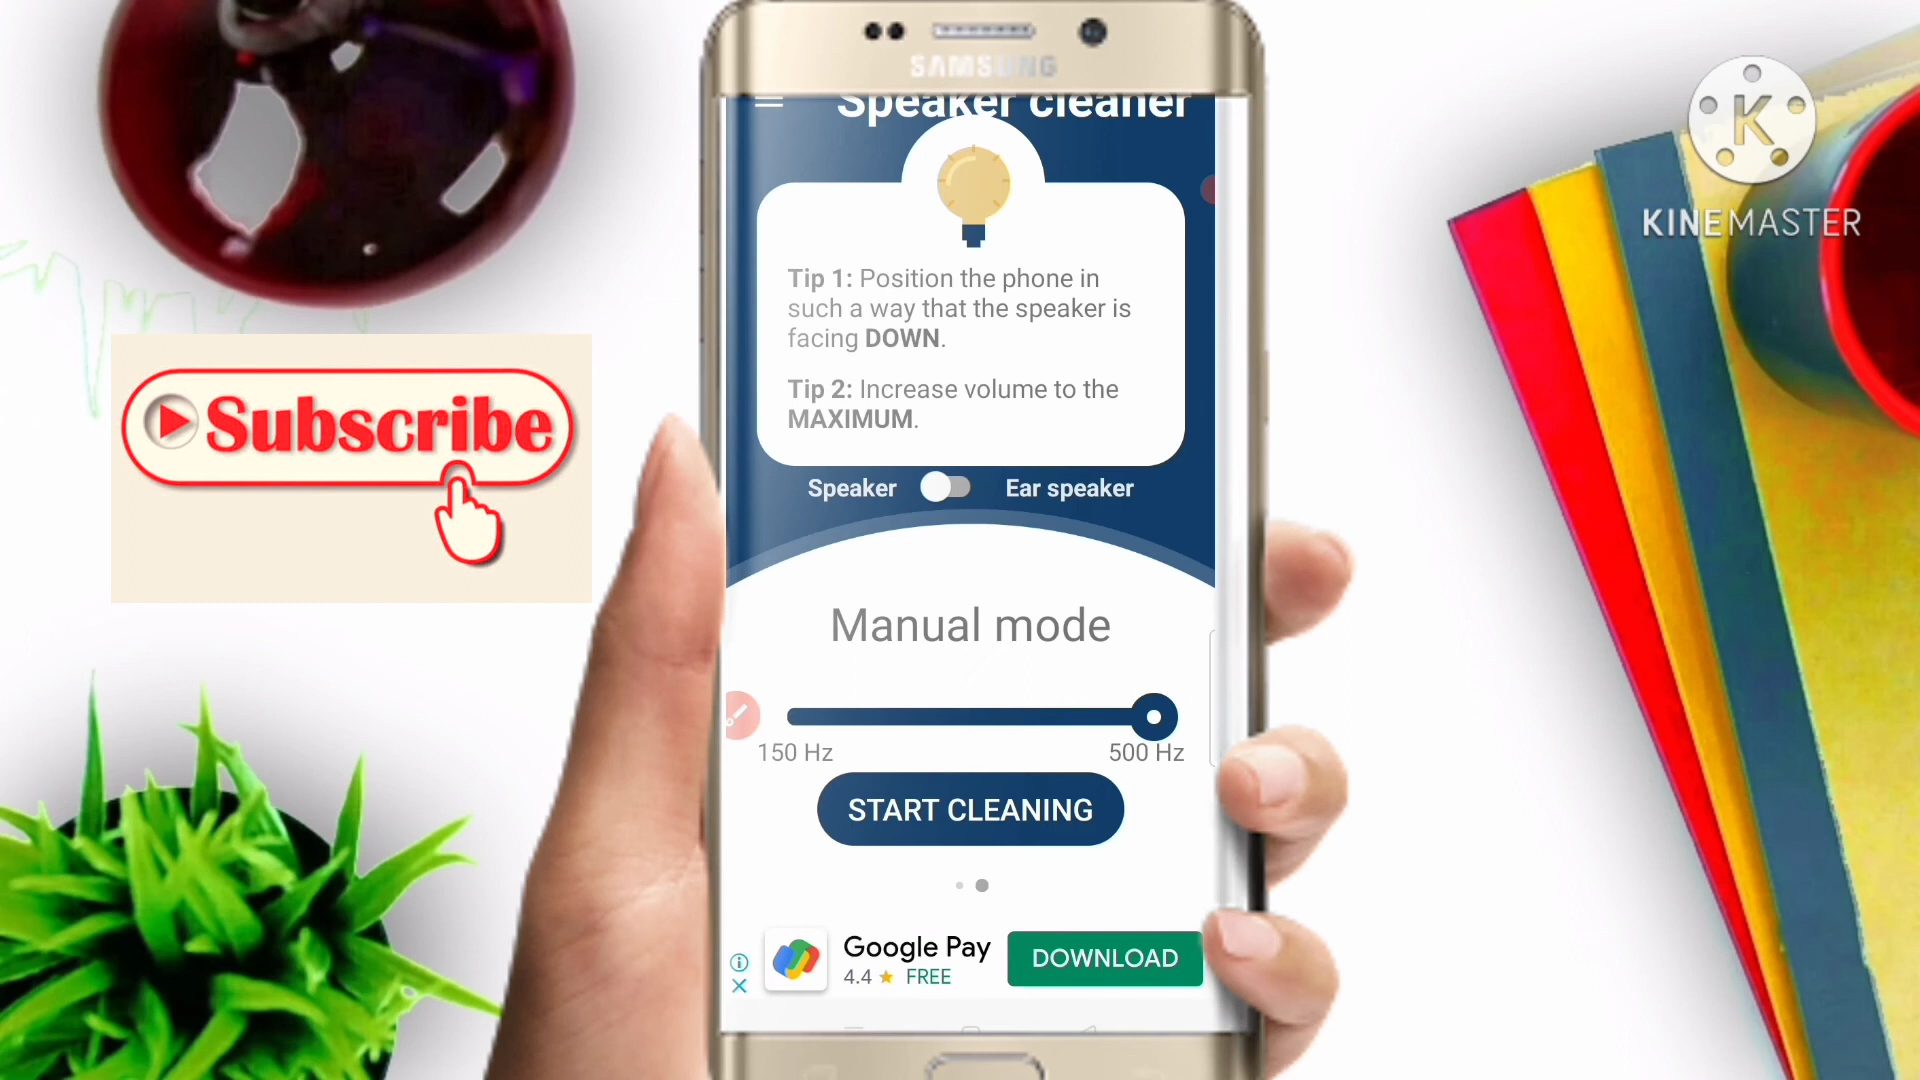 SAMSUNG
Speaker cleaner
Tip 1: Position the phone in
such a way that the speaker is
facing DOWN.
Tip 2: Increase volume to the
MAXIMUM.
Speaker
Ear speaker
Manual mode
150 Hz
500 Hz
START CLEANING
Google Pay
4.4 ★ FREE
DOWNLOAD
Subscribe
K
KINEMASTER